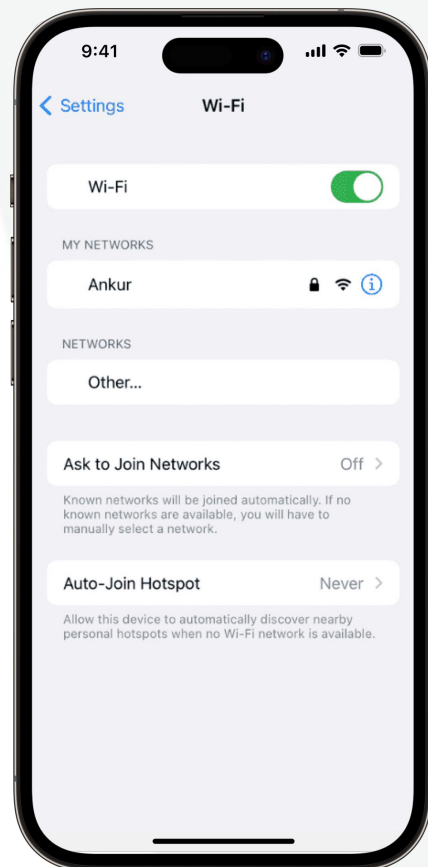 9:41
Settings
Wi-Fi
Wi-Fi
MY NETWORKS
Ankur
NETWORKS
Other...
Ask to Join Networks Off
Known networks will be joined automatically. If no
known networks are available, you will have to
manually select a network.
Auto-Join Hotspot Never
Allow this device to automatically discover nearby
personal hotspots when no Wi-Fi network is available.